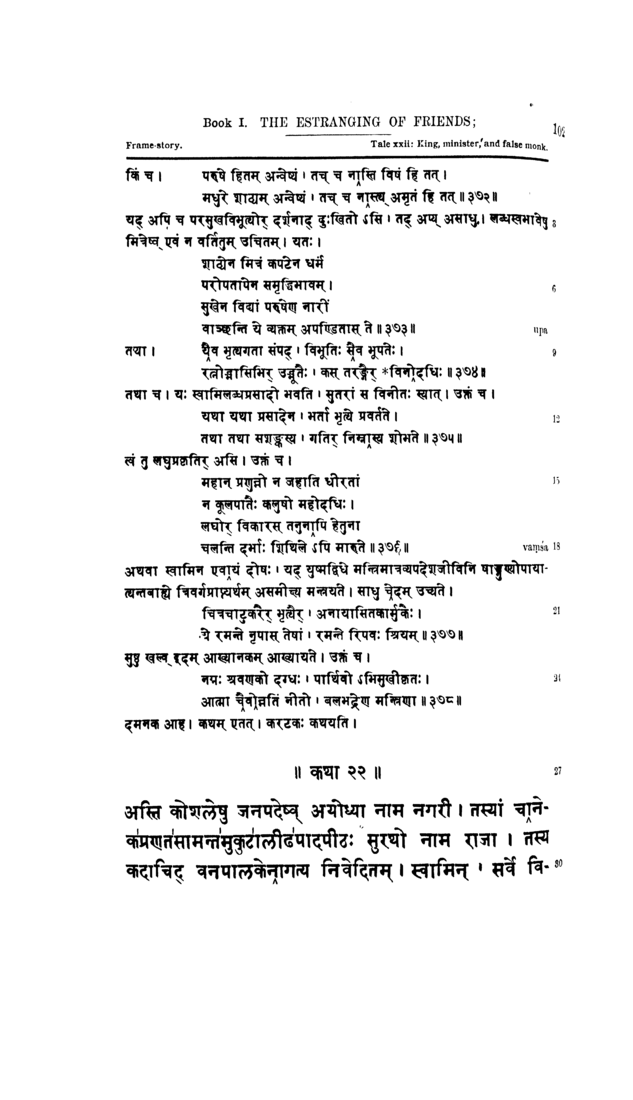 Book I. THE ESTRANGING OF FRIENDS;
102
Frame-story. Tale xxii: King, minister, and false monk.
किं च। परुषे हितम् अन्वेष्यं । तच् च नास्ति विषं हि तत्।
मधुरे शाठ्यम् अन्वेष्यं । तच् च नास्त्य् अमृतं हि तत्॥३७२॥
यद् अपि च परसुखविभूत्योर् दर्शनाद् दुःखितो ऽसि । तद् अप्य् असाधु । लब्धस्वभावेषु 3
मित्रेष्व् एवं न वर्तितुम् उचितम्। यतः।
शाठ्येन मित्रं कपटेन धर्मं
परोपतापेन समृद्धिभावम्। 6
सुखेन विद्यां परुषेण नारीं
वाञ्छन्ति ये व्यक्तम् अपण्डितास् ते॥३७३॥ upa
तथा। यैव भृत्यगता संपद् । विभूतिः सैव भूपतेः। 9
रत्नोद्भासिभिर् उद्भूतैः । कस् तरङ्गैर् *विनोदधिः॥३७४॥
तथा च। यः स्वामिलब्धप्रसादो भवति। सुतरां स विनीतः स्यात्। उक्तं च।
यथा यथा प्रसादेन । भर्ता भृत्ये प्रवर्तते। 12
तथा तथा सशङ्कस्य । गतिर् निम्नास्य शोभते॥३७५॥
त्वं तु लघुप्रकृतिर् असि। उक्तं च।
महान् प्रणुन्नो न जहाति धीरतां 15
न कूलपातैः कलुषो महोदधिः।
लघोर् विकारस् तनुनापि हेतुना
चलन्ति दर्भाः शिथिले ऽपि मारुते॥३७६॥ vaṃśa 18
अथवा स्वामिन एवायं दोषः । यद् युष्मद्विधे मन्त्रिमात्रव्यपदेशजीविनि षाड्गुण्योपाया-
त्यन्तबाह्ये त्रिवर्गप्राप्त्यर्थम् असमीक्ष्य मन्त्रयते। साधु चेदम् उच्यते।
चित्रचाटुकरैर् भृत्यैर् । अनायासितकार्मुकैः। 21
ये रमन्ते नृपास् तेषां । रमन्ते रिपवः श्रियम्॥३७७॥
सुष्ठु खल्व् इदम् आख्यानकम् आख्यायते। उक्तं च।
नयः श्रवणको दग्धः । पार्थिवो ऽभिमुखीकृतः। 24
आत्मा चैवोन्नतिं नीतो । बलभद्रेण मन्त्रिणा॥३७८॥
दमनक आह। कथम् एतत्। करटकः कथयति।
॥ कथा २२॥ 27
अस्ति कोशलेषु जनपदेष्व् अयोध्या नाम नगरी। तस्यां चाने-
कप्रणतसामन्तमुकुटालीढपादपीठः सुरथो नाम राजा। तस्य
कदाचिद् वनपालकेनागत्य निवेदितम्। स्वामिन् । सर्वे वि- 30